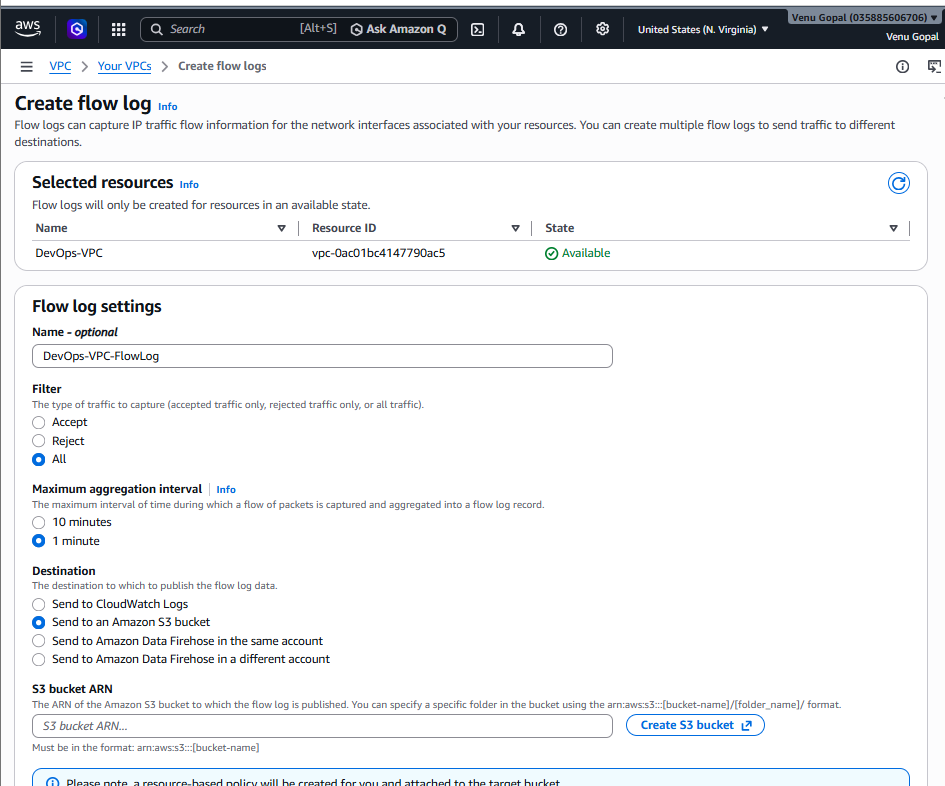 aws
Search [Alt+S] Ask Amazon Q United States (N. Virginia) Venu Gopal (035885606706)
Venu Gopal
VPC Your VPCs Create flow logs
Create flow log Info
Flow logs can capture IP traffic flow information for the network interfaces associated with your resources. You can create multiple flow logs to send traffic to different
destinations.
Selected resources Info
Flow logs will only be created for resources in an available state.
Name Resource ID State
DevOps-VPC vpc-0ac01bc4147790ac5 Available
Flow log settings
Name - optional
DevOps-VPC-FlowLog
Filter
The type of traffic to capture (accepted traffic only, rejected traffic only, or all traffic).
Accept
Reject
All
Maximum aggregation interval Info
The maximum interval of time during which a flow of packets is captured and aggregated into a flow log record.
10 minutes
1 minute
Destination
The destination to which to publish the flow log data.
Send to CloudWatch Logs
Send to an Amazon S3 bucket
Send to Amazon Data Firehose in the same account
Send to Amazon Data Firehose in a different account
S3 bucket ARN
The ARN of the Amazon S3 bucket to which the flow log is published. You can specify a specific folder in the bucket using the arn:aws:s3:::[bucket-name]/[folder_name]/ format.
S3 bucket ARN... Create S3 bucket
Must be in the format: arn:aws:s3:::[bucket-name]
Please note, a resource-based policy will be created for you and attached to the target bucket.